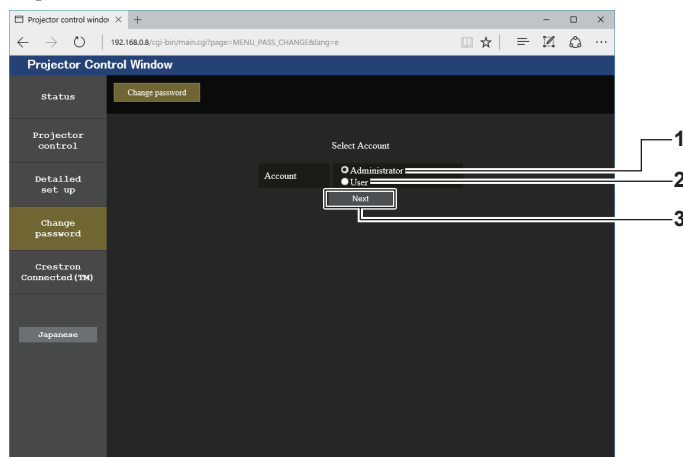 Projector control windo
192.168.0.8/cgi-bin/main.cgi?page=MENU_PASS_CHANGE&lang=e
Projector Control Window
Status
Change password
Projector
control
Detailed
set up
Change
password
Crestron
Connected(TM)
Japanese
Select Account
Account
Administrator
User
Next
1
2
3